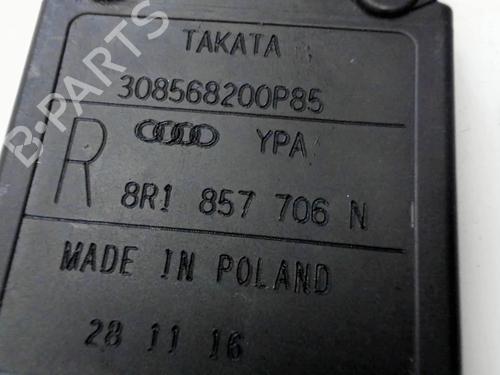 TAKATA
308568200P85
R
YPA
8R1 857 706 N
MADE IN POLAND
28 11 16
B-PARTS